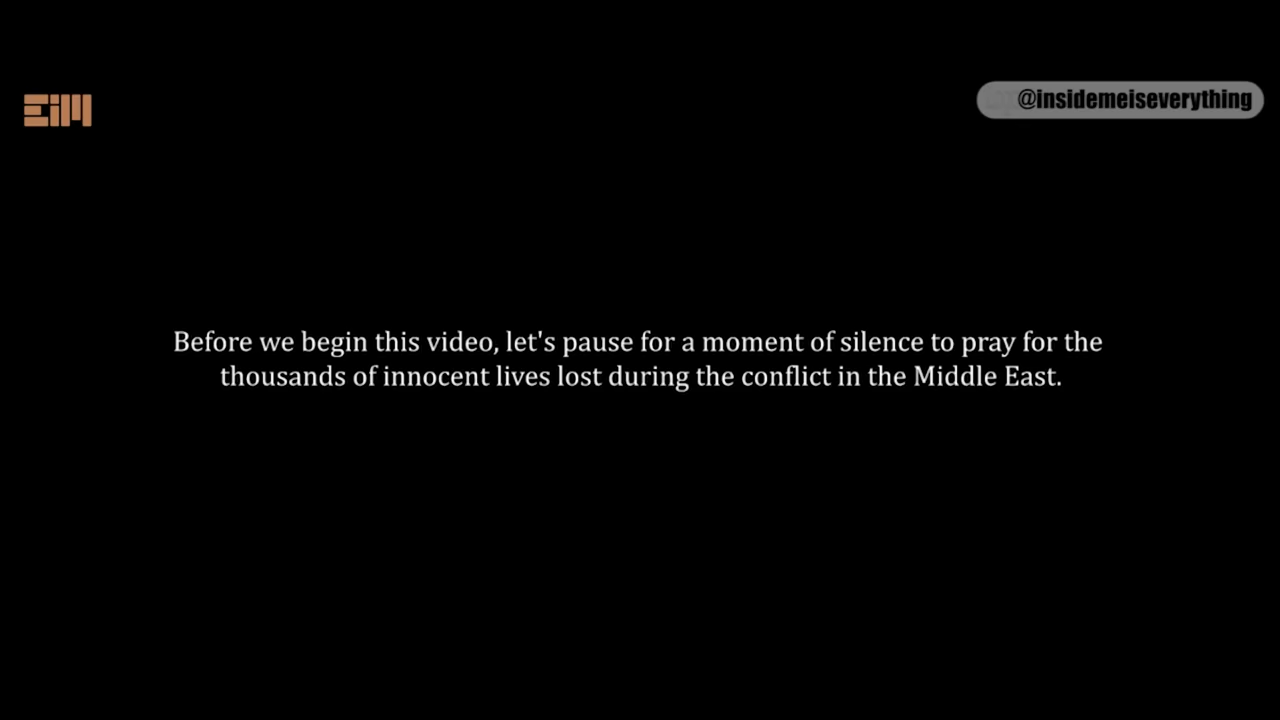 EiM
@insidemeiseverything
Before we begin this video, let's pause for a moment of silence to pray for the
thousands of innocent lives lost during the conflict in the Middle East.